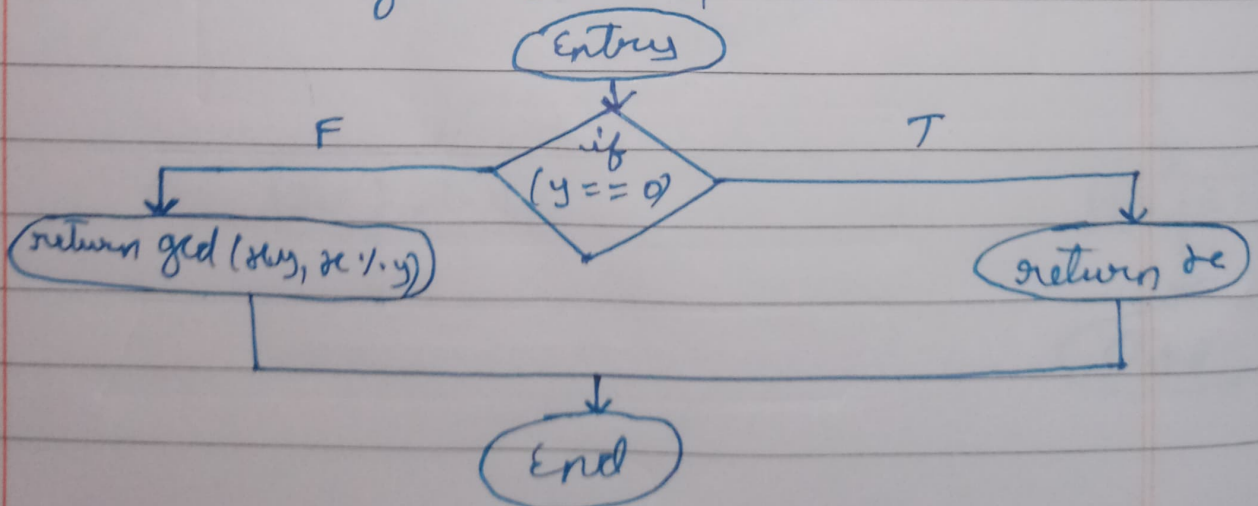 Entry
F
T
if
(y == 0)
return gcd (y, x % y)
return x
End